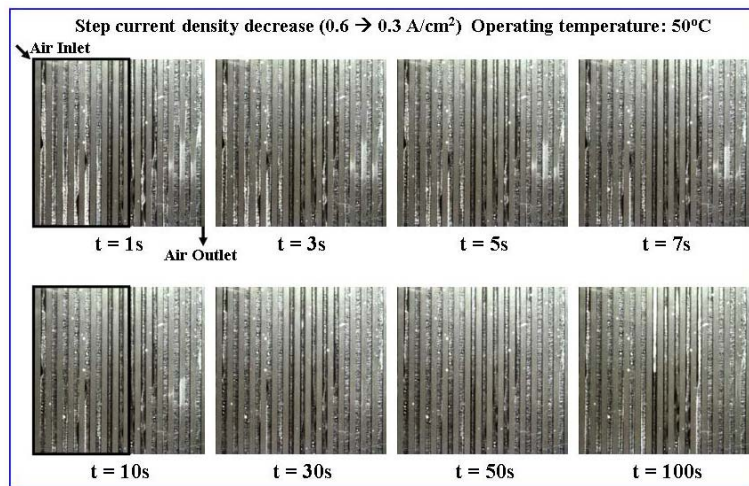 Step current density decrease (0.6 → 0.3 A/cm²) Operating temperature: 50°C
Air Inlet
t = 1s
t = 3s
t = 5s
t = 7s
Air Outlet
t = 10s
t = 30s
t = 50s
t = 100s